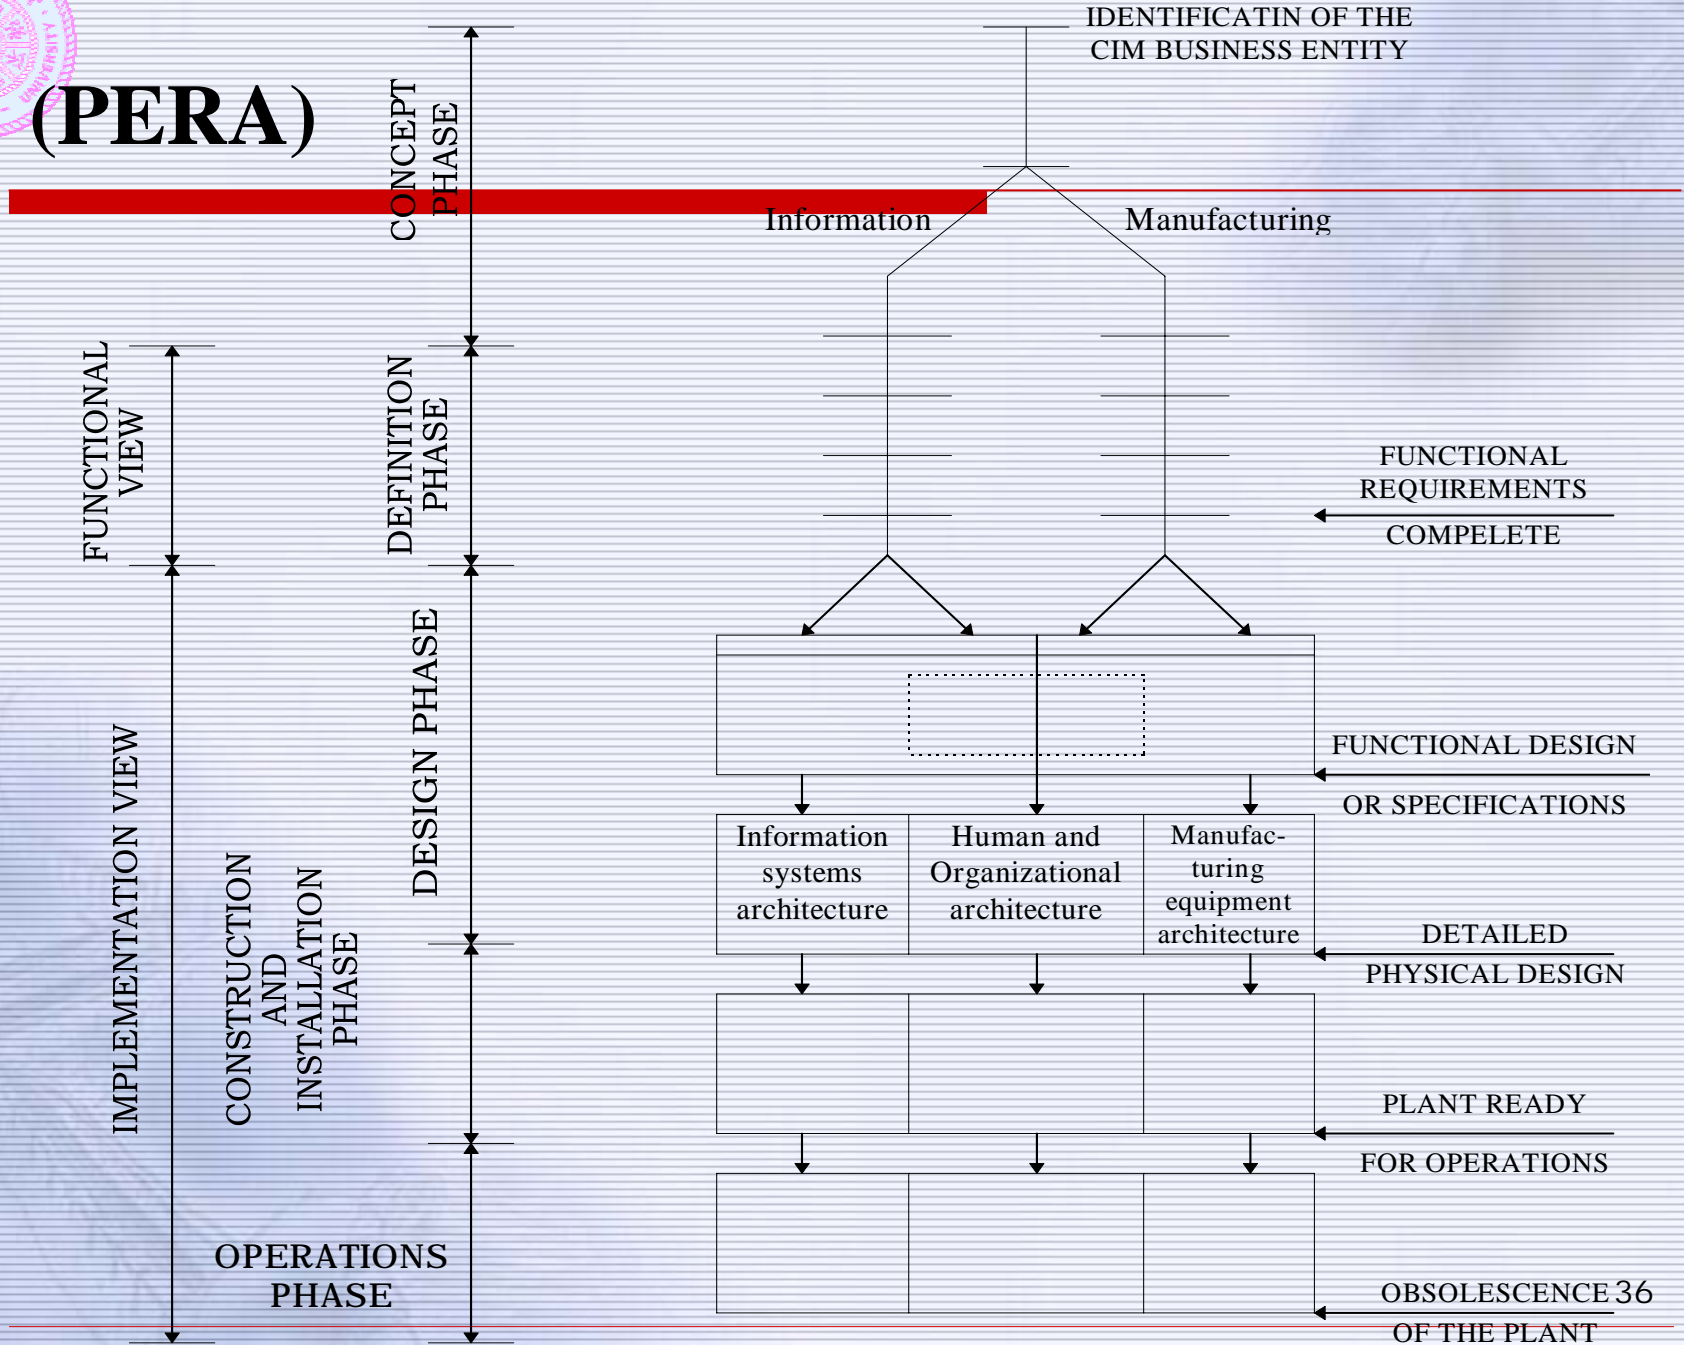 IDENTIFICATIN OF THE
CIM BUSINESS ENTITY
(PERA)
CONCEPT
PHASE
Information
Manufacturing
FUNCTIONAL
VIEW
DEFINITION
PHASE
FUNCTIONAL
REQUIREMENTS
COMPELETE
DESIGN PHASE
FUNCTIONAL DESIGN
OR SPECIFICATIONS
IMPLEMENTATION VIEW
CONSTRUCTION
AND
INSTALLATION
PHASE
Information
systems
architecture
Human and
Organizational
architecture
Manufac-
turing
equipment
architecture
DETAILED
PHYSICAL DESIGN
PLANT READY
FOR OPERATIONS
OPERATIONS
PHASE
OBSOLESCENCE
OF THE PLANT
36